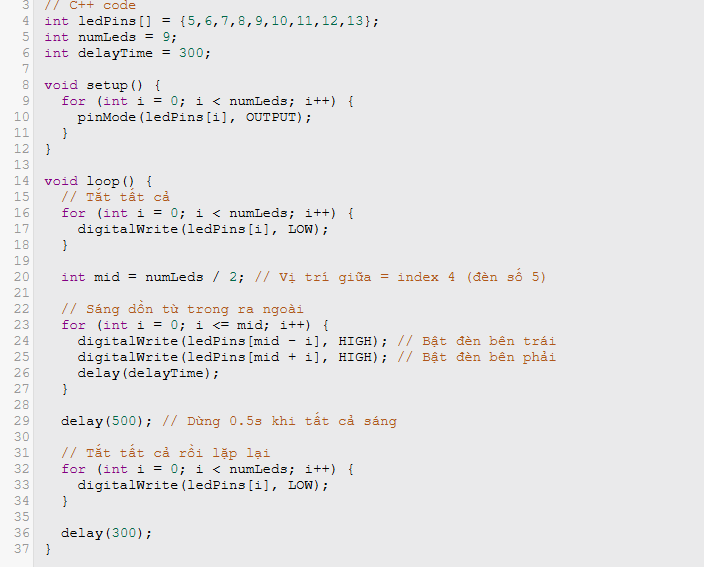 3 // C++ code
4 int ledPins[] = {5,6,7,8,9,10,11,12,13};
5 int numLeds = 9;
6 int delayTime = 300;
7
8 void setup() {
9   for (int i = 0; i < numLeds; i++) {
10     pinMode(ledPins[i], OUTPUT);
11   }
12 }
13
14 void loop() {
15   // Tắt tất cả
16   for (int i = 0; i < numLeds; i++) {
17     digitalWrite(ledPins[i], LOW);
18   }
19
20   int mid = numLeds / 2; // Vị trí giữa = index 4 (đèn số 5)
21
22   // Sáng dồn từ trong ra ngoài
23   for (int i = 0; i <= mid; i++) {
24     digitalWrite(ledPins[mid - i], HIGH); // Bật đèn bên trái
25     digitalWrite(ledPins[mid + i], HIGH); // Bật đèn bên phải
26     delay(delayTime);
27   }
28
29   delay(500); // Dừng 0.5s khi tất cả sáng
30
31   // Tắt tất cả rồi lặp lại
32   for (int i = 0; i < numLeds; i++) {
33     digitalWrite(ledPins[i], LOW);
34   }
35
36   delay(300);
37 }